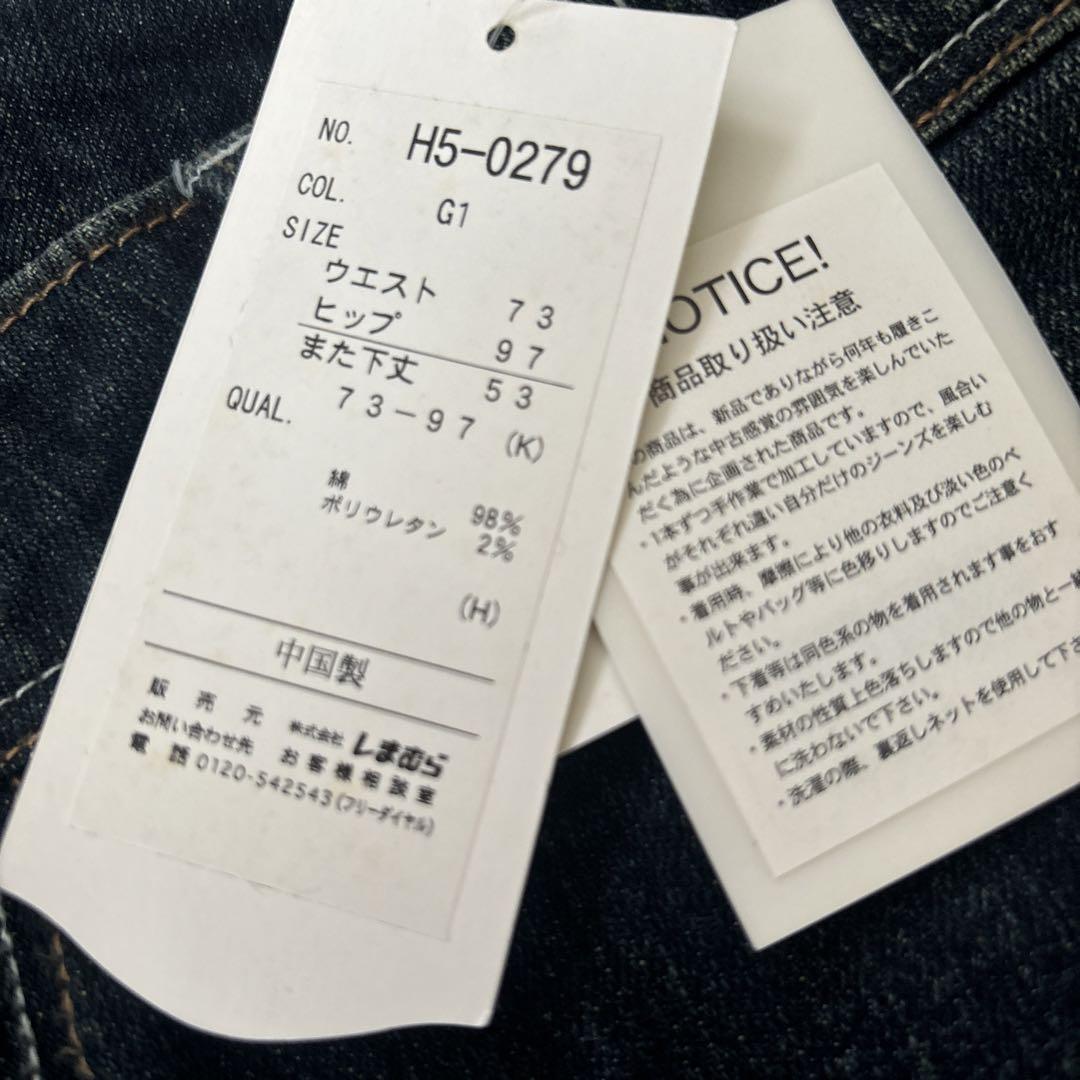 NO. H5-0279
COL. G1
SIZE
ウエスト 73
ヒップ 97
また下丈 53
73-97 (K)
QUAL.
綿 98%
ポリウレタン 2%
(H)
中国製
販売元 株式会社しまむら
お問い合わせ先 お客様相談室
電話 0120-542543(フリーダイヤル)
OTICE!
商品取り扱い注意
の商品は、新品でありながら何年も履きこ
んだような中古感覚の雰囲気を楽しんでいた
だく為に企画された商品です。
・1本ずつ手作業で加工していますので、風合い
がそれぞれ違い自分だけのジーンズを楽しむ
事が出来ます。
・着用時、摩擦により他の衣料及び淡い色のベ
ルトやバッグ等に色移りしますのでご注意く
ださい。
・下着等は同色系の物を着用されます事をおす
すめいたします。
・素材の性質上色落ちしますので他の物と一緒
に洗わないで下さい。
・洗濯の際、裏返しネットを使用して下さ